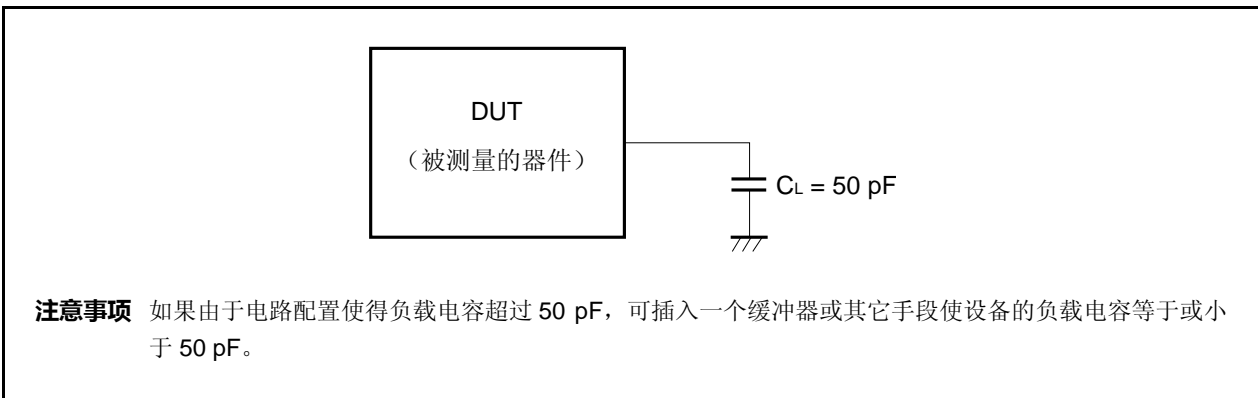 DUT
（被测量的器件）
CL = 50 pF
注意事项 如果由于电路配置使得负载电容超过 50 pF，可插入一个缓冲器或其它手段使设备的负载电容等于或小
于 50 pF。